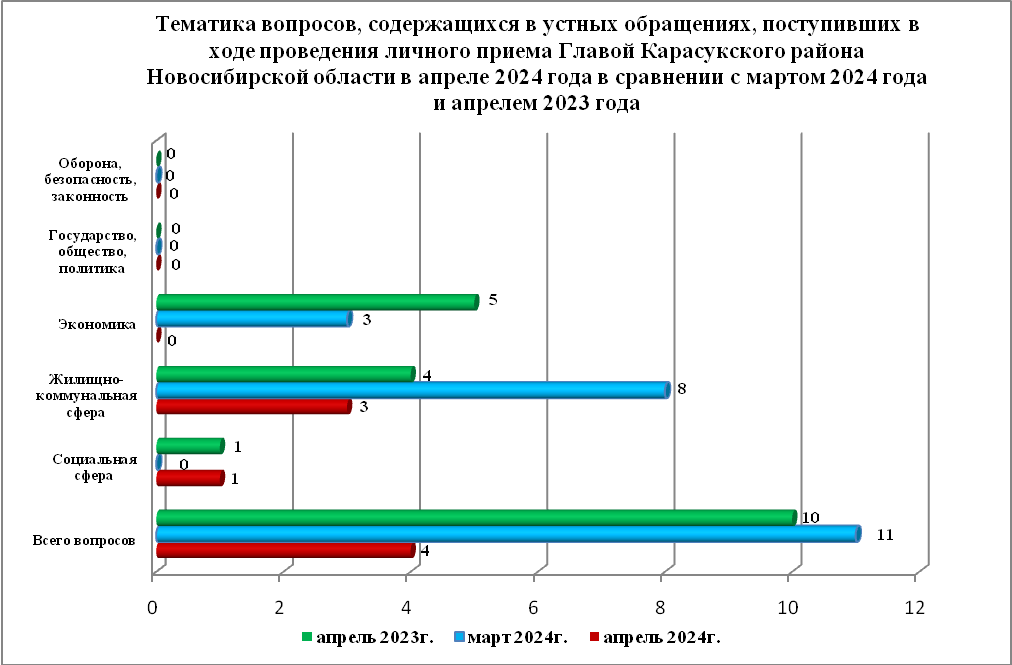 Тематика вопросов, содержащихся в устных обращениях, поступивших в
ходе проведения личного приема Главой Карасукского района
Новосибирской области в апреле 2024 года в сравнении с мартом 2024 года
и апрелем 2023 года
Оборона,
безопасность,
законность
0
0
0
Государство,
общество,
политика
0
0
0
Экономика
5
3
0
Жилищно-
коммунальная
сфера
4
8
3
Социальная
сфера
1
0
1
Всего вопросов
10
11
4
0 2 4 6 8 10 12
апрель 2023г. март 2024г. апрель 2024г.